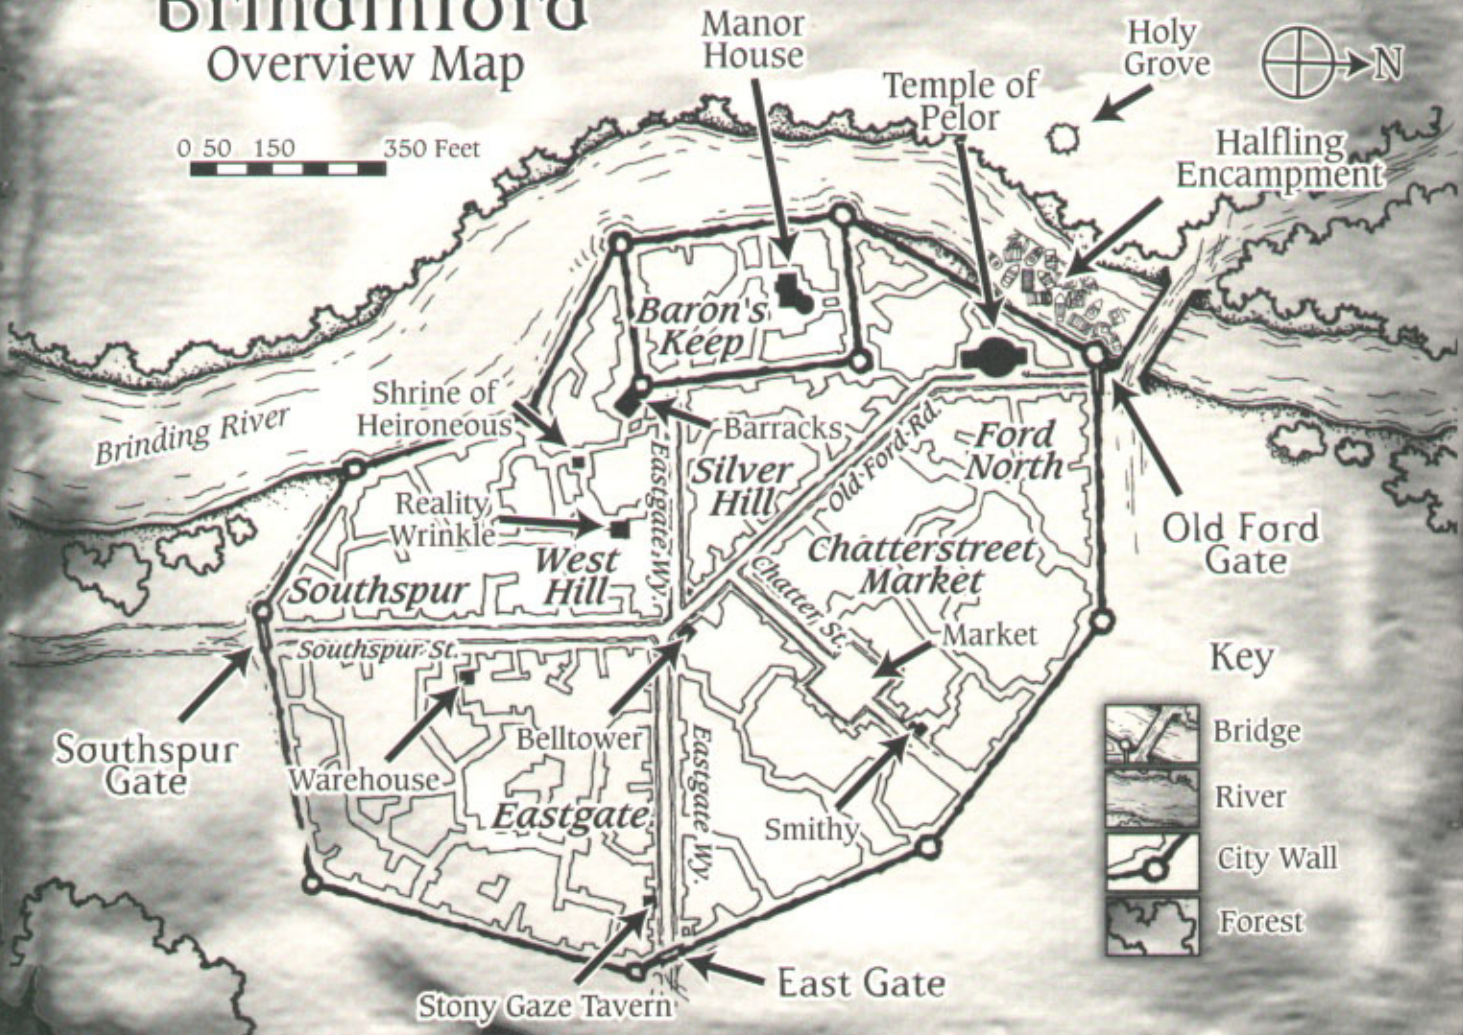 Brindinford
Overview Map
0 50 150 350 Feet
Manor
House
Temple of
Pelor
Holy
Grove
N
Halfling
Encampment
Baron's
Keep
Shrine of
Heironeous
Barracks
Brinding River
Eastgate Wy.
Silver
Hill
Old Ford Rd.
Ford
North
Reality
Wrinkle
West
Hill
Old Ford
Gate
Chatterstreet
Market
Chatter St.
Southspur
Southspur St.
Market
Key
Southspur
Gate
Warehouse
Belltower
Eastgate Wy.
Eastgate
Smithy
Bridge
River
City Wall
Forest
Stony Gaze Tavern
East Gate